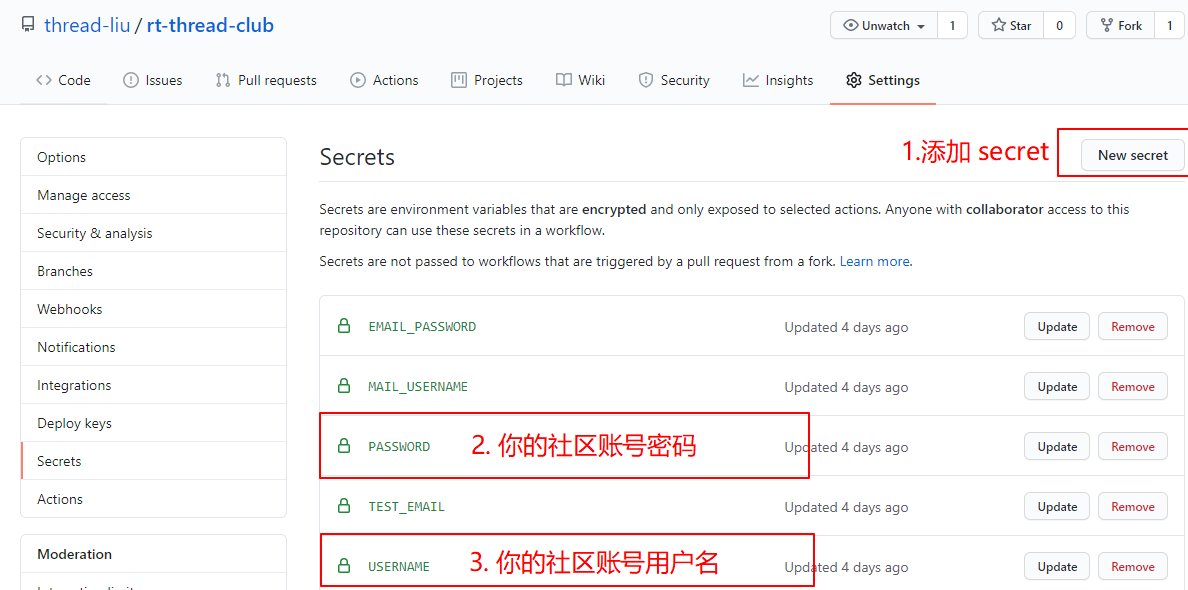 thread-liu / rt-thread-club
Unwatch 1 Star 0 Fork 1
Code Issues Pull requests Actions Projects Wiki Security Insights Settings
Options
Manage access
Security & analysis
Branches
Webhooks
Notifications
Integrations
Deploy keys
Secrets
Actions
Moderation
Secrets
1.添加 secret
New secret
Secrets are environment variables that are encrypted and only exposed to selected actions. Anyone with collaborator access to this
repository can use these secrets in a workflow.
Secrets are not passed to workflows that are triggered by a pull request from a fork. Learn more.
EMAIL_PASSWORD Updated 4 days ago Update Remove
MAIL_USERNAME Updated 4 days ago Update Remove
PASSWORD 2. 你的社区账号密码 Updated 4 days ago Update Remove
TEST_EMAIL Updated 4 days ago Update Remove
USERNAME 3. 你的社区账号用户名 Updated 4 days ago Update Remove